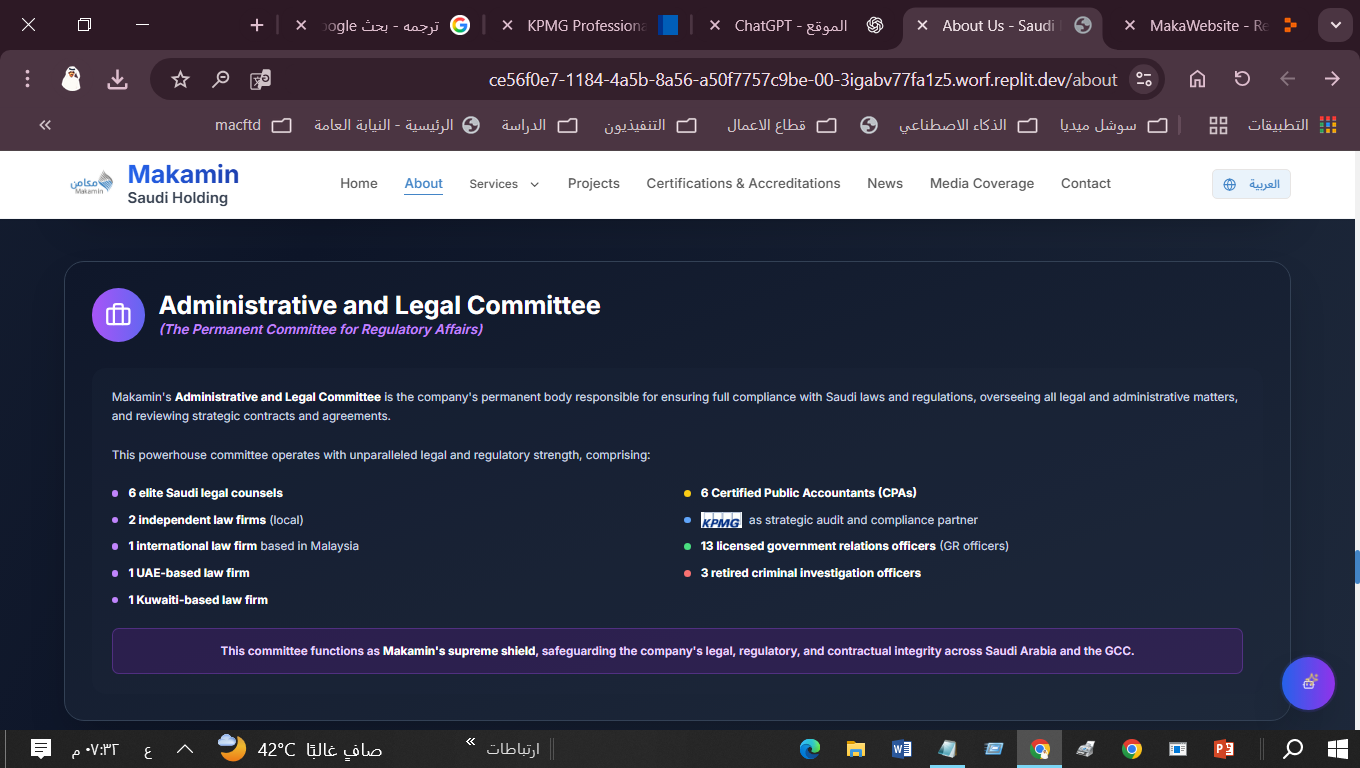 ترجمه - بحث Google
KPMG Professiona
ChatGPT - الموقع
About Us - Saudi
MakaWebsite - Re
ce56f0e7-1184-4a5b-8a56-a50f7757c9be-00-3igabv77fa1z5.worf.replit.dev/about
التطبيقات
سوشل ميديا
الذكاء الاصطناعي
قطاع الاعمال
التنفيذيون
الدراسة
الرئيسية - النيابة العامة
macftd
مكامن
Makamin
Makamin
Saudi Holding
Home About Services Projects Certifications & Accreditations News Media Coverage Contact
العربية
Administrative and Legal Committee
(The Permanent Committee for Regulatory Affairs)
Makamin's Administrative and Legal Committee is the company's permanent body responsible for ensuring full compliance with Saudi laws and regulations, overseeing all legal and administrative matters,
and reviewing strategic contracts and agreements.
This powerhouse committee operates with unparalleled legal and regulatory strength, comprising:
6 elite Saudi legal counsels
2 independent law firms (local)
1 international law firm based in Malaysia
1 UAE-based law firm
1 Kuwaiti-based law firm
6 Certified Public Accountants (CPAs)
KPMG as strategic audit and compliance partner
13 licensed government relations officers (GR officers)
3 retired criminal investigation officers
This committee functions as Makamin's supreme shield, safeguarding the company's legal, regulatory, and contractual integrity across Saudi Arabia and the GCC.
ارتباطات
صافٍ غالبًا 42°C
ع
٠٧:٣٢ م